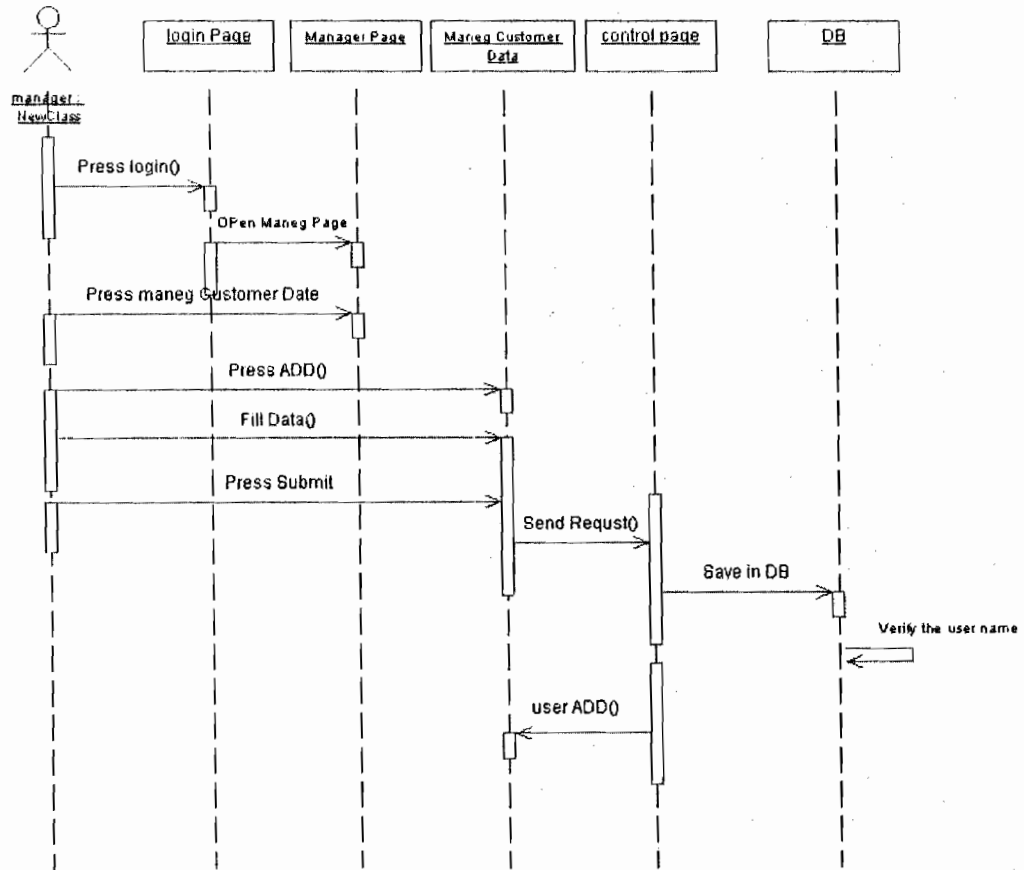 login Page
Manager Page
Maneg Customer
Data
control page
DB
manager :
NewClass
Press login()
OPen Maneg Page
Press maneg Customer Date
Press ADD()
Fill Data()
Press Submit
Send Requst()
Save in DB
Verify the user name
user ADD()